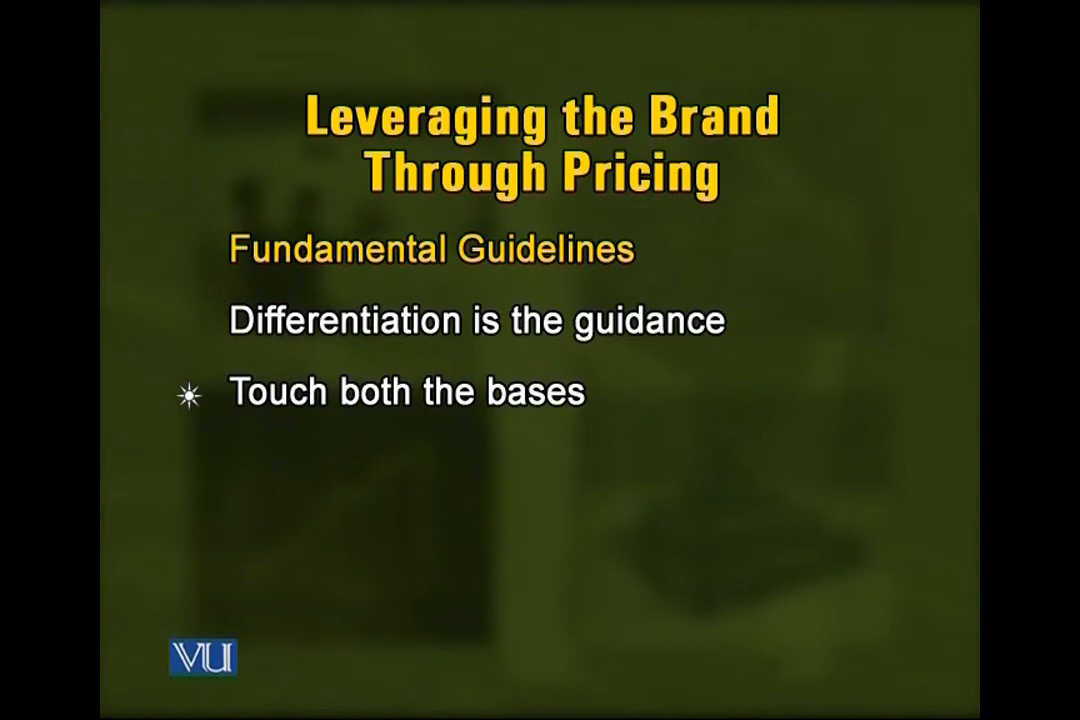 Leveraging the Brand
Through Pricing
Fundamental Guidelines
Differentiation is the guidance
Touch both the bases
VU